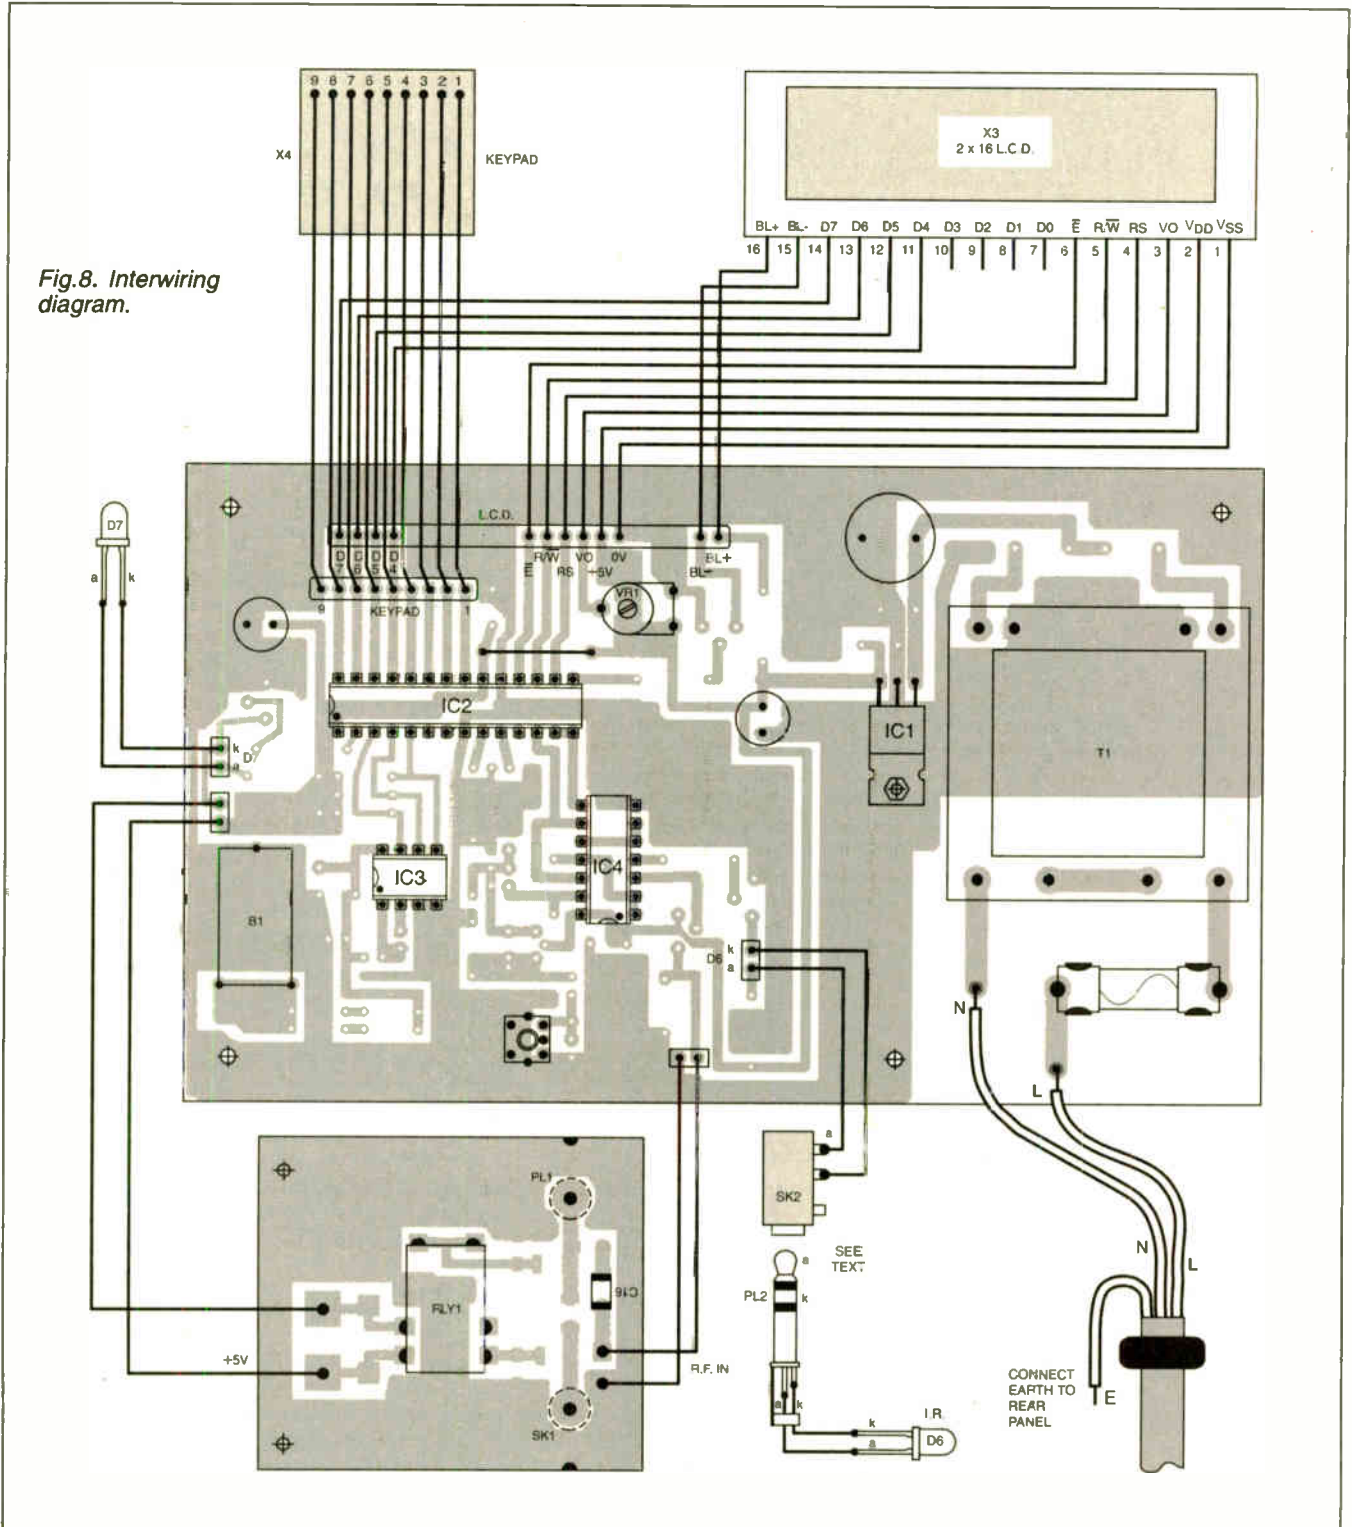 9 8 7 6 5 4 3 2 1
X4
KEYPAD
X3
2 x 16 L.C.D.
BL+ BL- D7 D6 D5 D4 D3 D2 D1 D0 E R/W RS VO VDD VSS
16 15 14 13 12 11 10 9 8 7 6 5 4 3 2 1
Fig.8. Interwiring
diagram.
L.C.D.
D7
a k
D7 D6 D5 D4 E R/W RS VO +5V 0V BL- BL+
9 KEYPAD 1
VR1
IC2
IC1
T1
k
D7
a
IC3
IC4
B1
k
D6
a
N
L
PL1
a
SK2
SEE
TEXT
a
PL2
k
N
L
RLY1
C16
+5V
R.F. IN
SK1
a k
k
a
I.R.
D6
CONNECT
EARTH TO
REAR
PANEL
E